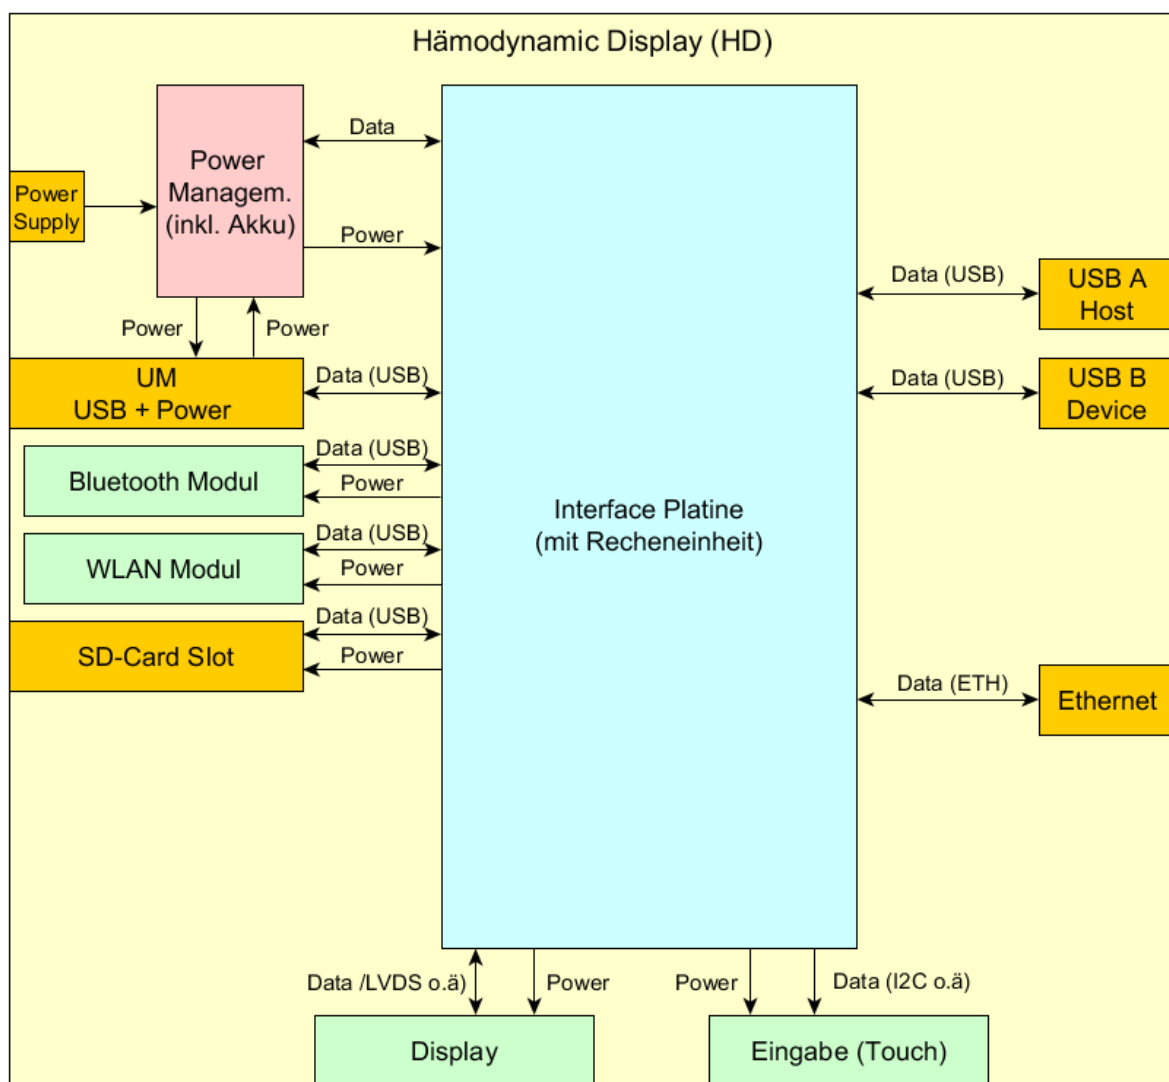 Hämodynamic Display (HD)
Data
Power
Managem.
(inkl. Akku)
Power
Supply
Power
Data (USB)
USB A
Host
Power
Power
UM
USB + Power
Data (USB)
Data (USB)
USB B
Device
Data (USB)
Bluetooth Modul
Power
Interface Platine
(mit Recheneinheit)
Data (USB)
WLAN Modul
Power
Data (USB)
SD-Card Slot
Power
Data (ETH)
Ethernet
Data /LVDS o.ä)
Power
Power
Data (I2C o.ä)
Display
Eingabe (Touch)